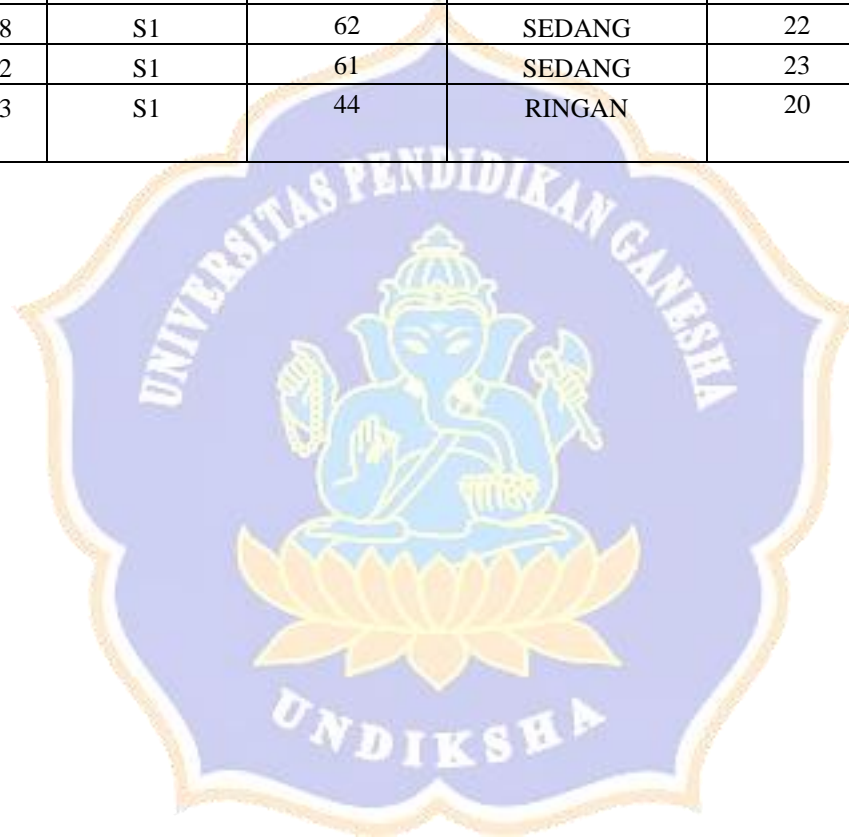 8 S1 62 SEDANG 22
2 S1 61 SEDANG 23
3 S1 44 RINGAN 20
UNIVERSITAS PENDIDIKAN GANESHA
UNDIKSHA